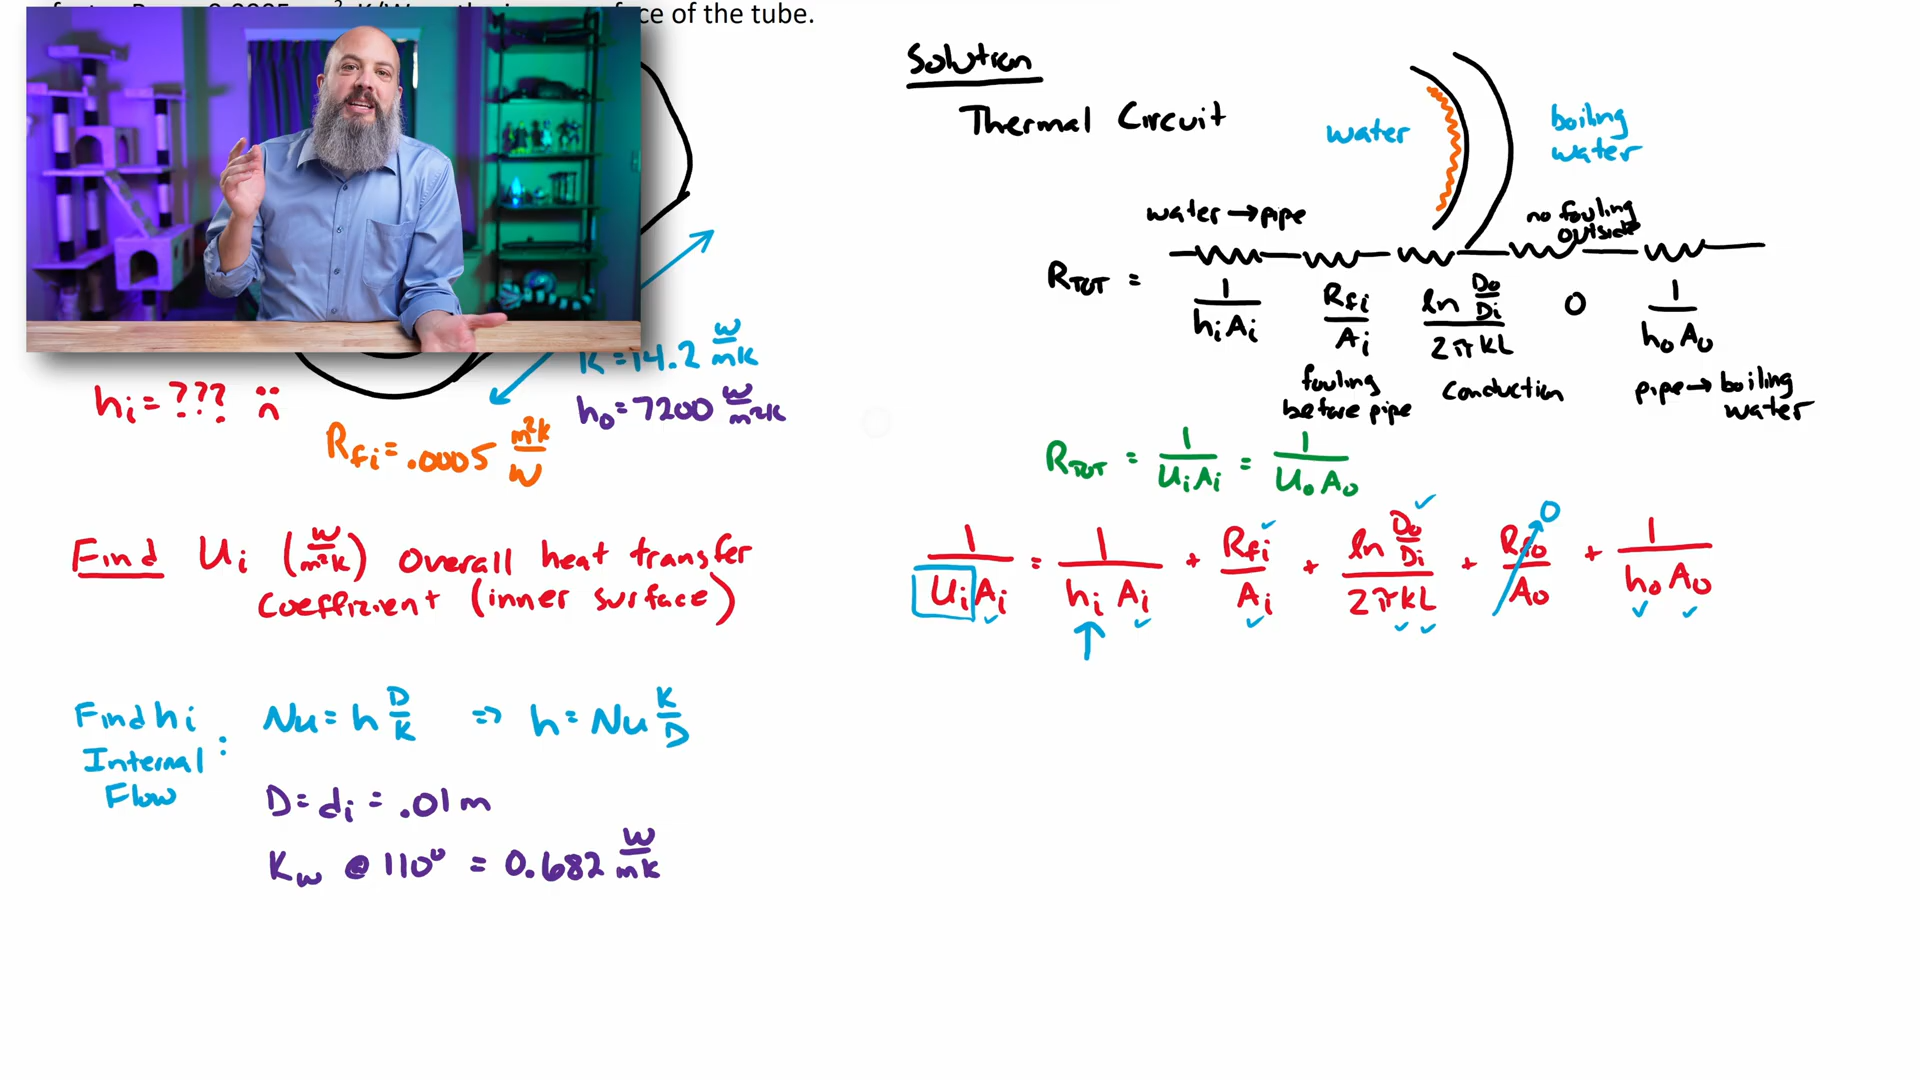 ce of the tube.
K = 14.2 W/mK
hi = ???
ho = 7200 W/m²K
Rfi = .0005 m²K/W
Find Ui (W/m²K) Overall heat transfer
coefficient (inner surface)
Find hi
Internal :
Flow
Nu = h D/K => h = Nu K/D
D = di = .01m
Kw @ 110° = 0.682 W/mK
Solution
Thermal Circuit
water
boiling
water
water → pipe
no fouling
outside
RTOT = 1/hiAi Rfi/Ai ln Do/Di/2πKL 0 1/hoAo
fouling
before pipe
conduction
pipe → boiling
water
RTOT = 1/UiAi = 1/UoAo
1/UiAi = 1/hiAi + Rfi/Ai + ln Do/Di/2πKL + Rfo/Ao 0 + 1/hoAo